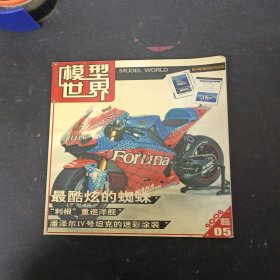 模型世界
MODEL WORLD
Fortuna
最酷炫的蜘蛛
“利根”重巡洋舰
潘泽尔IV号坦克的迷彩涂装
2005
05